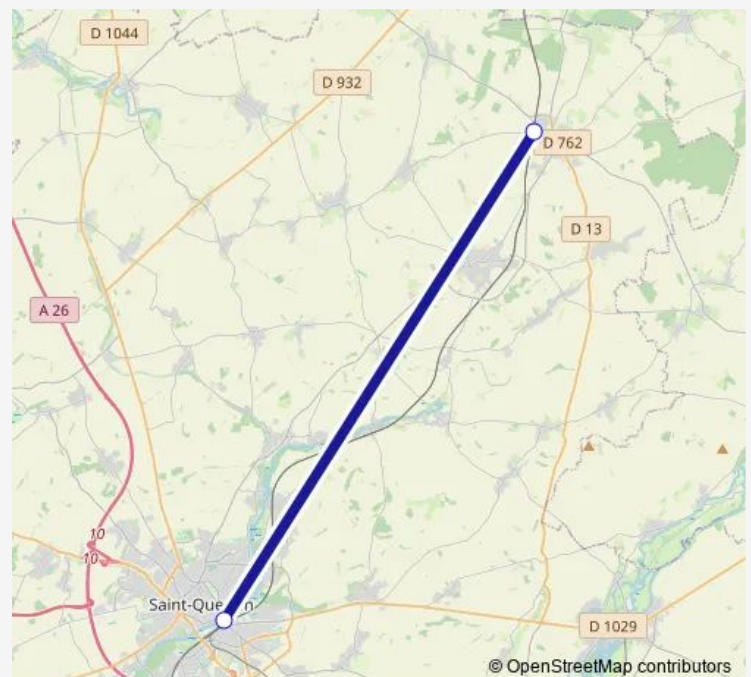 D 1044
D 932
D 762
D 13
A 26
10
10
Saint-Que n
D 1029
© OpenStreetMap contributors